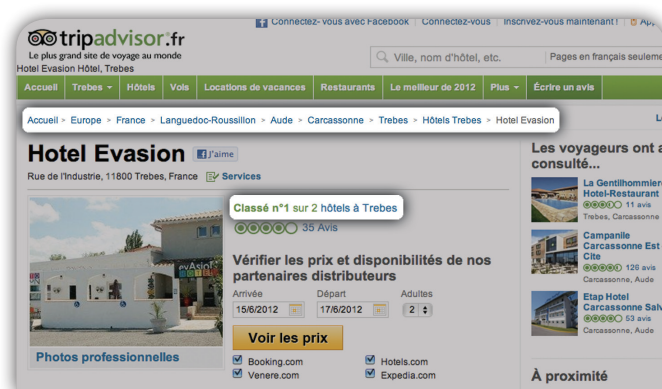 Connectez-vous avec Facebook Connectez-vous Inscrivez-vous maintenant !
tripadvisor.fr
Le plus grand site de voyage au monde
Hotel Evasion Hôtel, Trebes
Ville, nom d'hôtel, etc.
Pages en français seuleme
Accueil Trebes Hôtels Vols Locations de vacances Restaurants Le meilleur de 2012 Plus Écrire un avis
Accueil > Europe > France > Languedoc-Roussillon > Aude > Carcassonne > Trebes > Hôtels Trebes > Hotel Evasion
Hotel Evasion
J'aime
Rue de l'Industrie, 11800 Trebes, France Services
Classé n°1 sur 2 hôtels à Trebes
35 Avis
Vérifier les prix et disponibilités de nos
partenaires distributeurs
Arrivée Départ Adultes
15/6/2012 17/6/2012 2
Voir les prix
Booking.com Hotels.com
Venere.com Expedia.com
Photos professionnelles
Les voyageurs ont a
consulté...
La Gentilhommier
Hotel-Restaurant
11 avis
Trebes, Carcassonne
Campanile
Carcassonne Est
Cite
126 avis
Carcassonne, Aude
Etap Hotel
Carcassonne Salv
53 avis
Carcassonne, Aude
À proximité